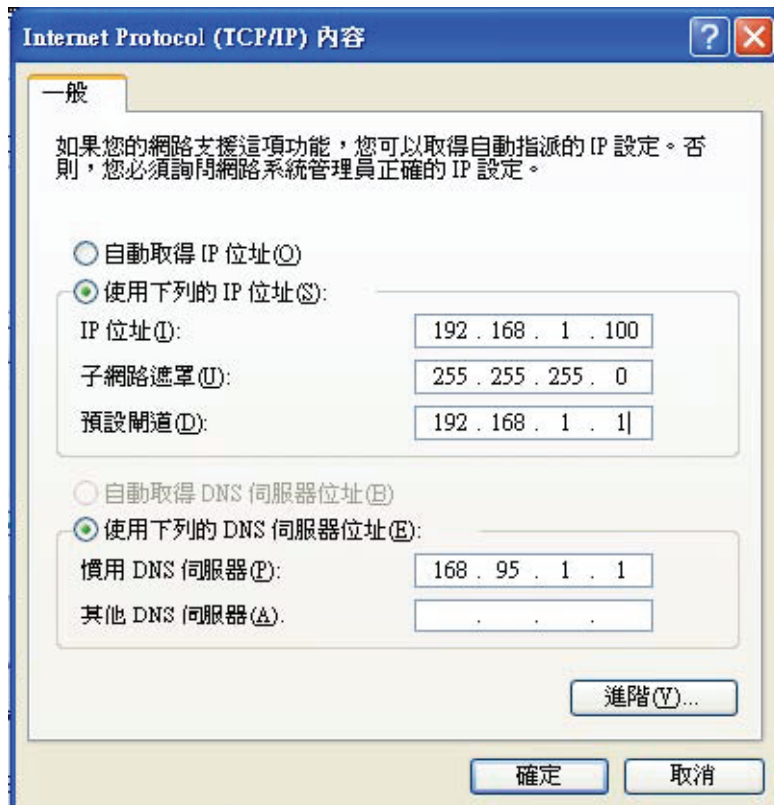 Internet Protocol (TCP/IP) 內容
一般
如果您的網路支援這項功能，您可以取得自動指派的 IP 設定。否
則，您必須詢問網路系統管理員正確的 IP 設定。
自動取得 IP 位址(O)
使用下列的 IP 位址(S):
IP 位址(I): 192 . 168 . 1 . 100
子網路遮罩(U): 255 . 255 . 255 . 0
預設閘道(D): 192 . 168 . 1 . 1
自動取得 DNS 伺服器位址(B)
使用下列的 DNS 伺服器位址(E):
慣用 DNS 伺服器(P): 168 . 95 . 1 . 1
其他 DNS 伺服器(A). . . .
進階(V)...
確定 取消